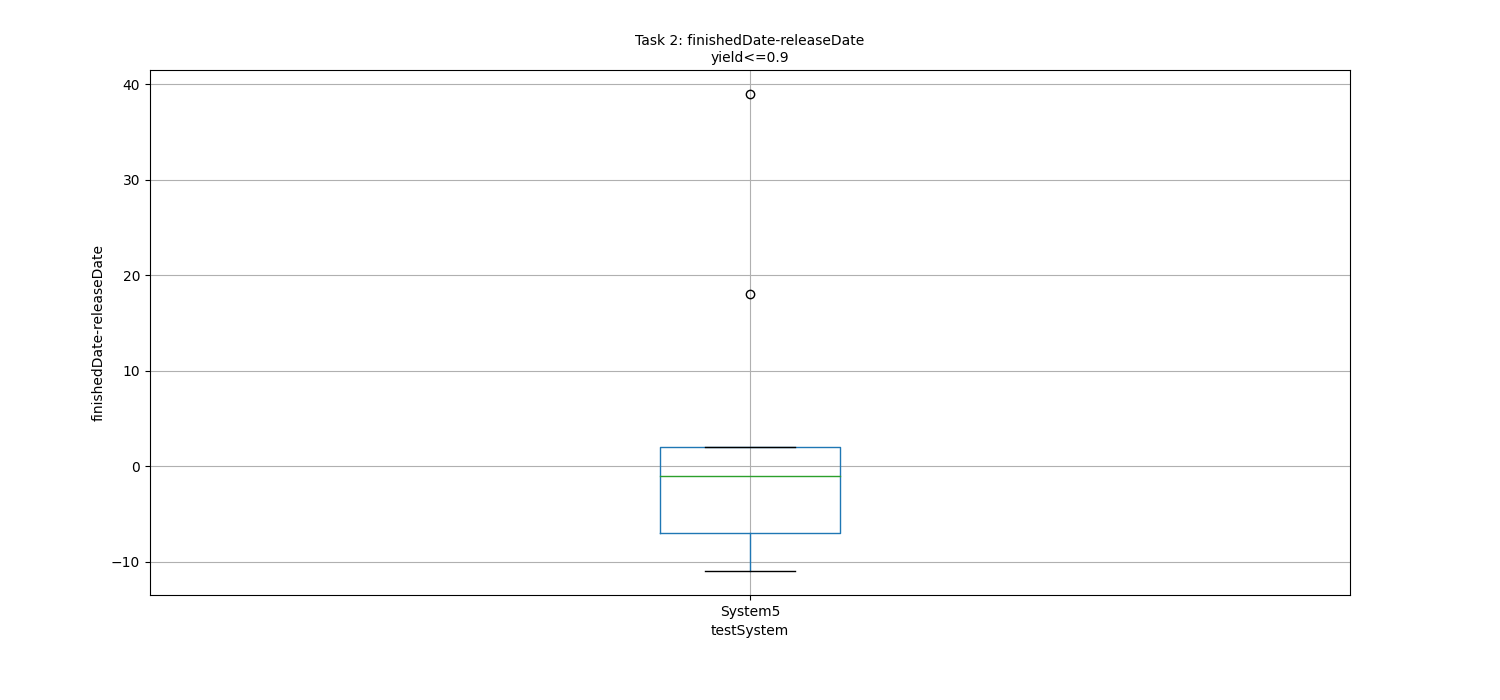 Task 2: finishedDate-releaseDate
yield<=0.9
40
30
20
10
0
−10
finishedDate-releaseDate
System5
testSystem